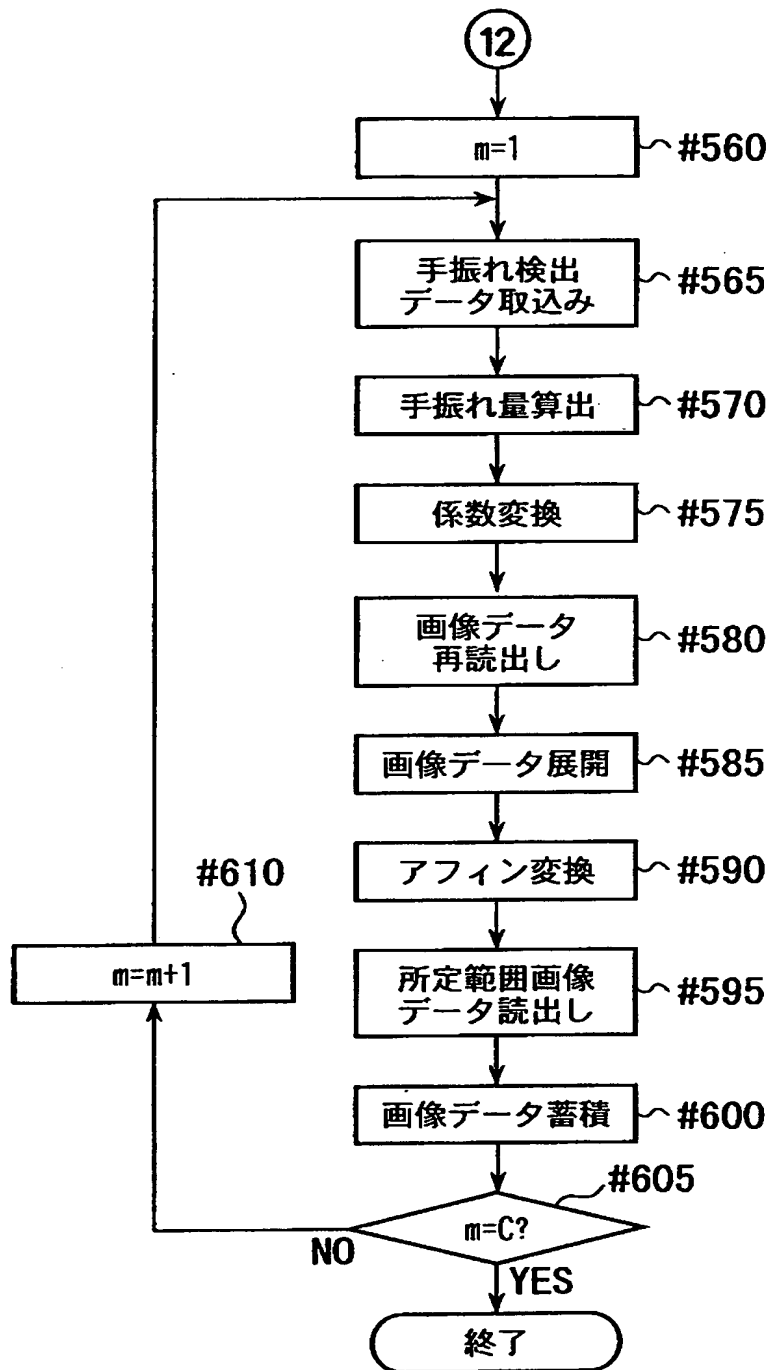 12
m=1
#560
手振れ検出
データ取込み
#565
手振れ量算出
#570
係数変換
#575
画像データ
再読出し
#580
画像データ展開
#585
アフィン変換
#590
所定範囲画像
データ読出し
#595
画像データ蓄積
#600
m=C?
#605
NO
YES
#610
m=m+1
終了